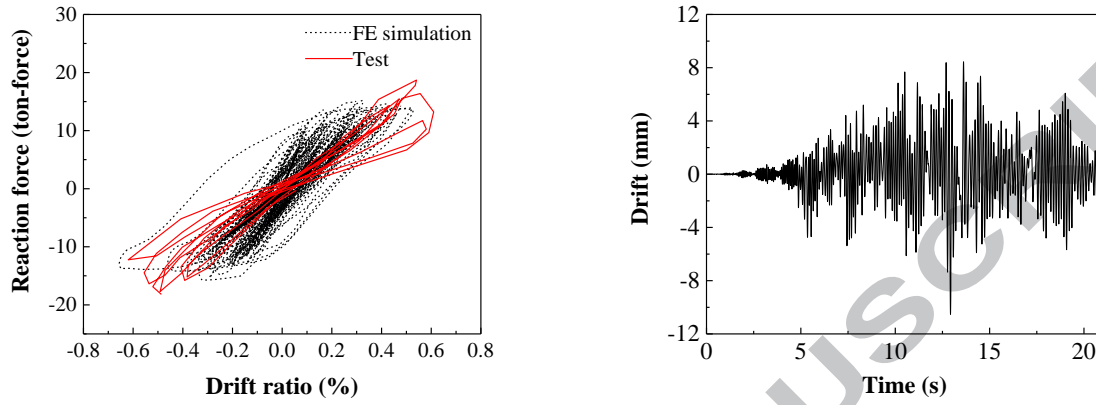 30
20
10
0
-10
-20
-0.8 -0.6 -0.4 -0.2 0.0 0.2 0.4 0.6 0.8
Reaction force (ton-force)
Drift ratio (%)
FE simulation
Test
12
8
4
0
-4
-8
-12
0 5 10 15 20
Drift (mm)
Time (s)